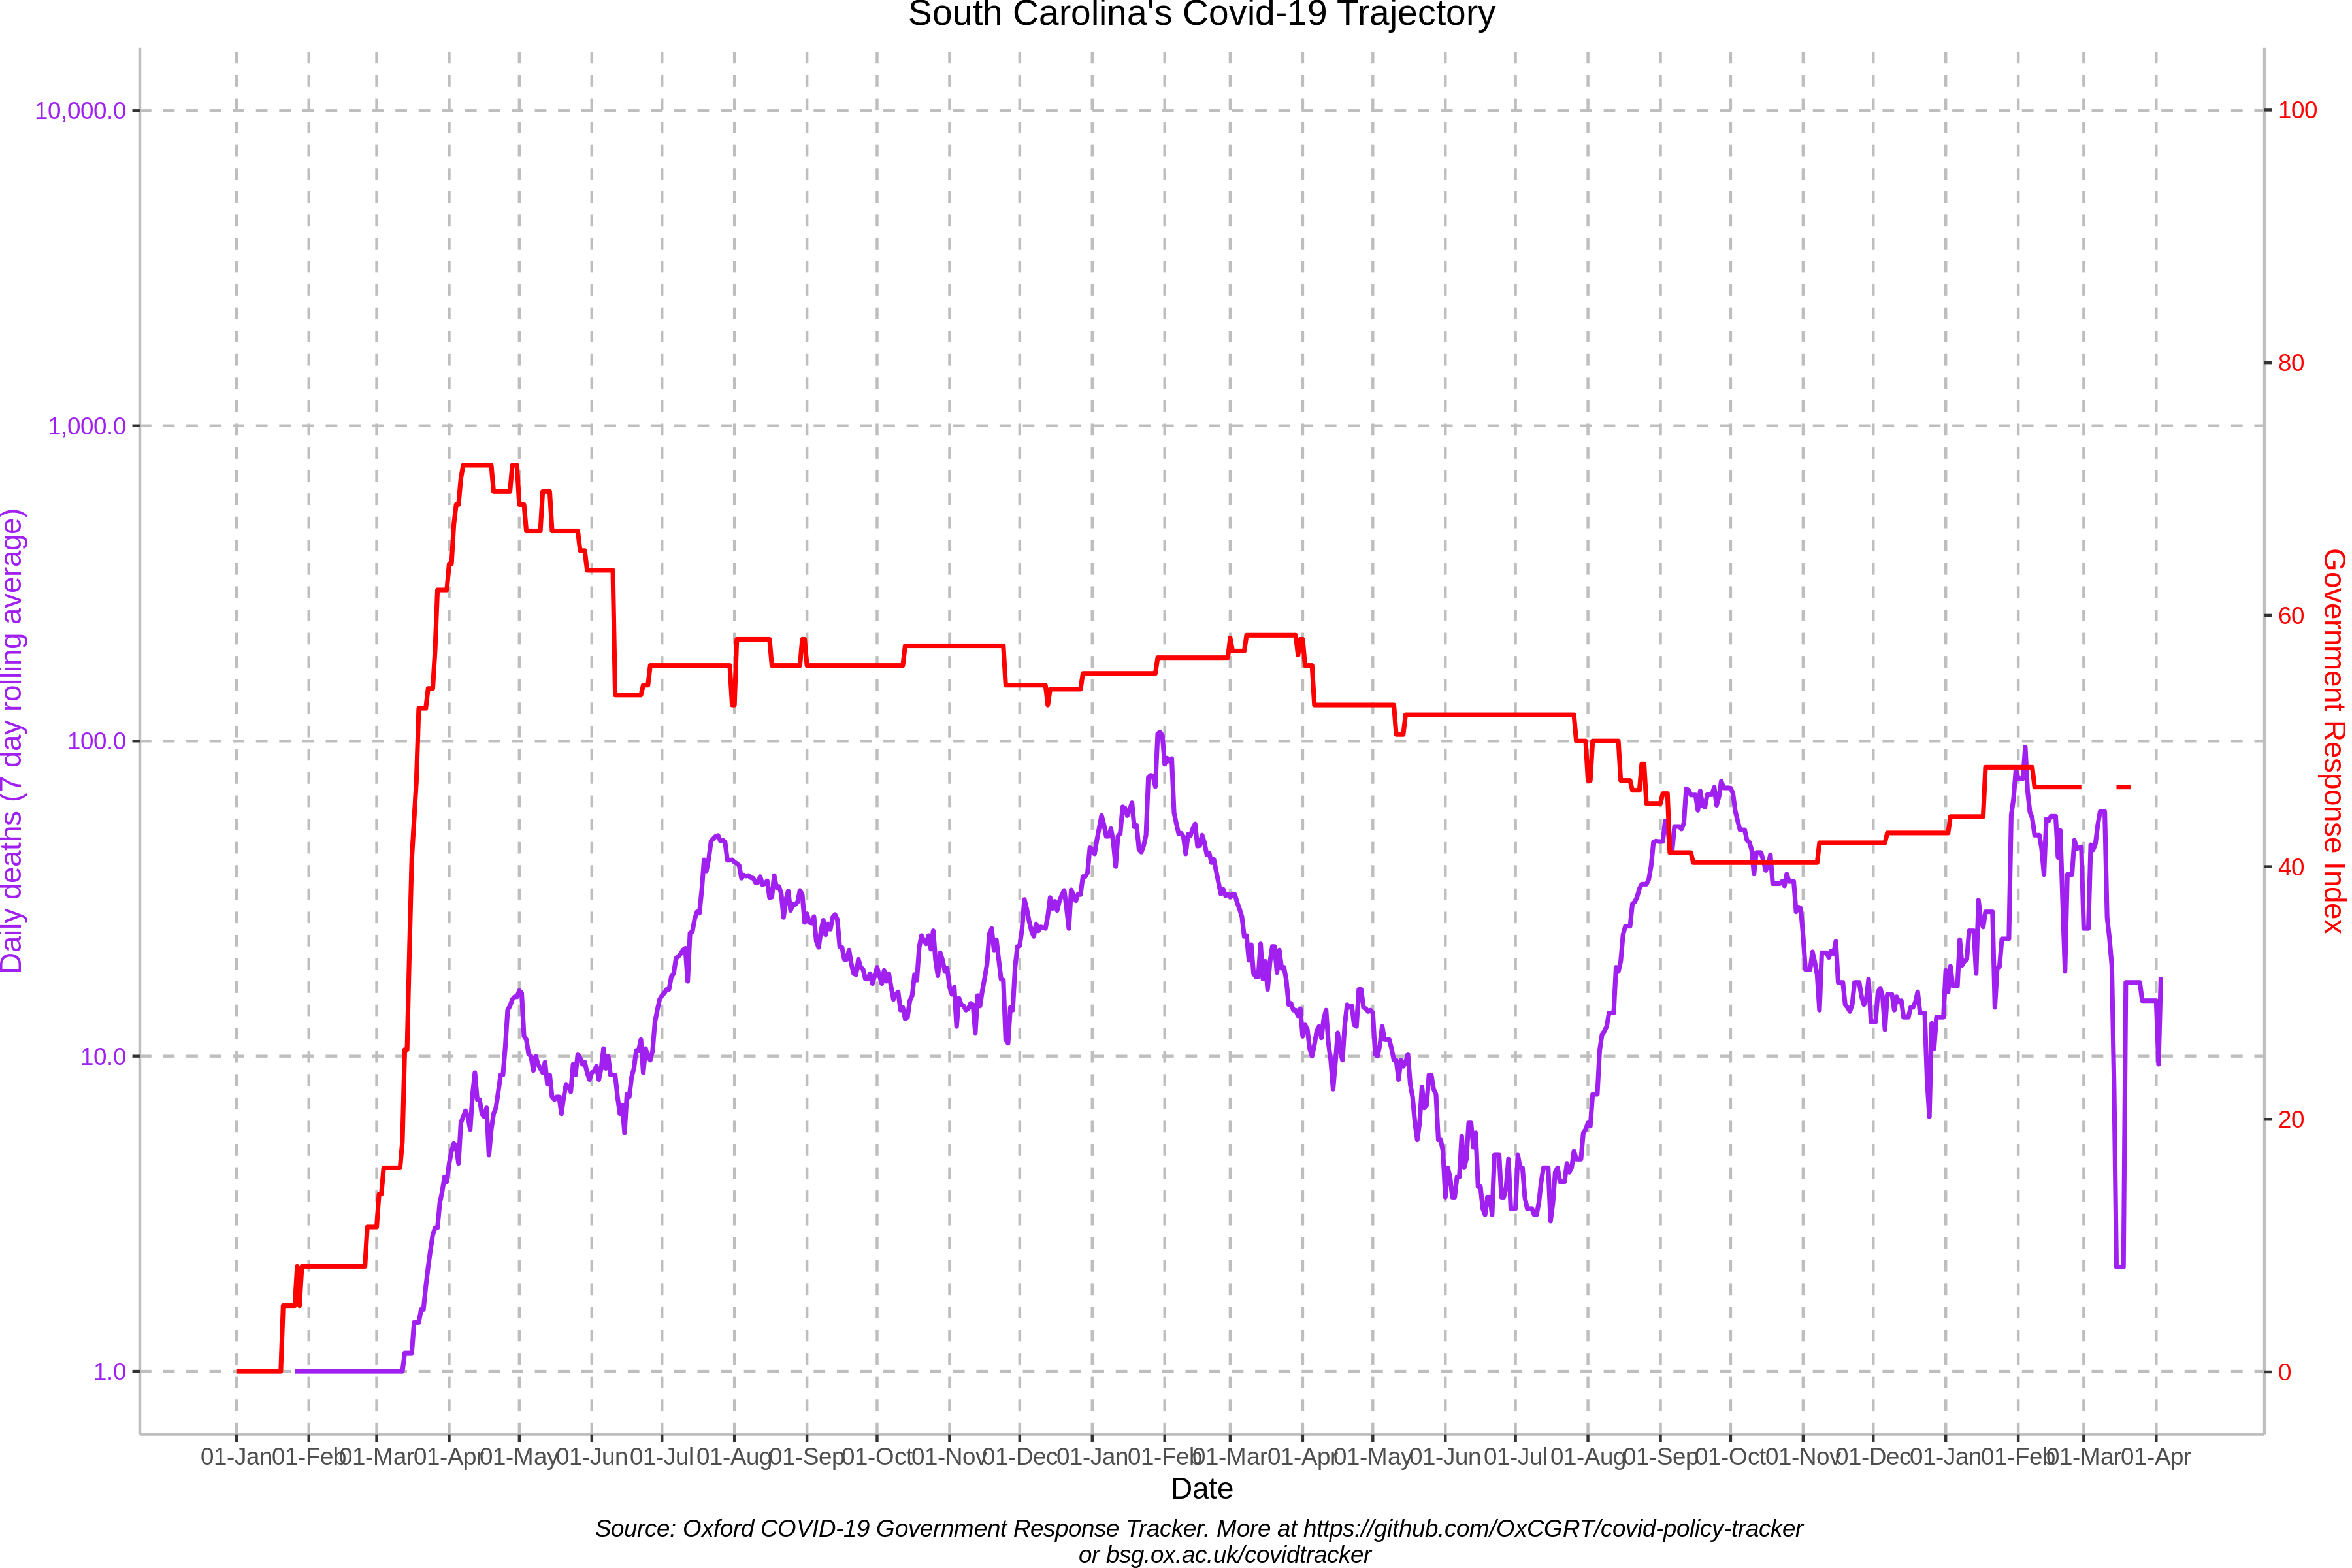 South Carolina's Covid-19 Trajectory
10,000.0
1,000.0
100.0
10.0
1.0
Daily deaths (7 day rolling average)
100
80
60
40
20
0
Government Response Index
01-Jan 01-Feb 01-Mar 01-Apr 01-May 01-Jun 01-Jul 01-Aug 01-Sep 01-Oct 01-Nov 01-Dec 01-Jan 01-Feb 01-Mar 01-Apr 01-May 01-Jun 01-Jul 01-Aug 01-Sep 01-Oct 01-Nov 01-Dec 01-Jan 01-Feb 01-Mar 01-Apr
Date
Source: Oxford COVID-19 Government Response Tracker. More at https://github.com/OxCGRT/covid-policy-tracker
or bsg.ox.ac.uk/covidtracker